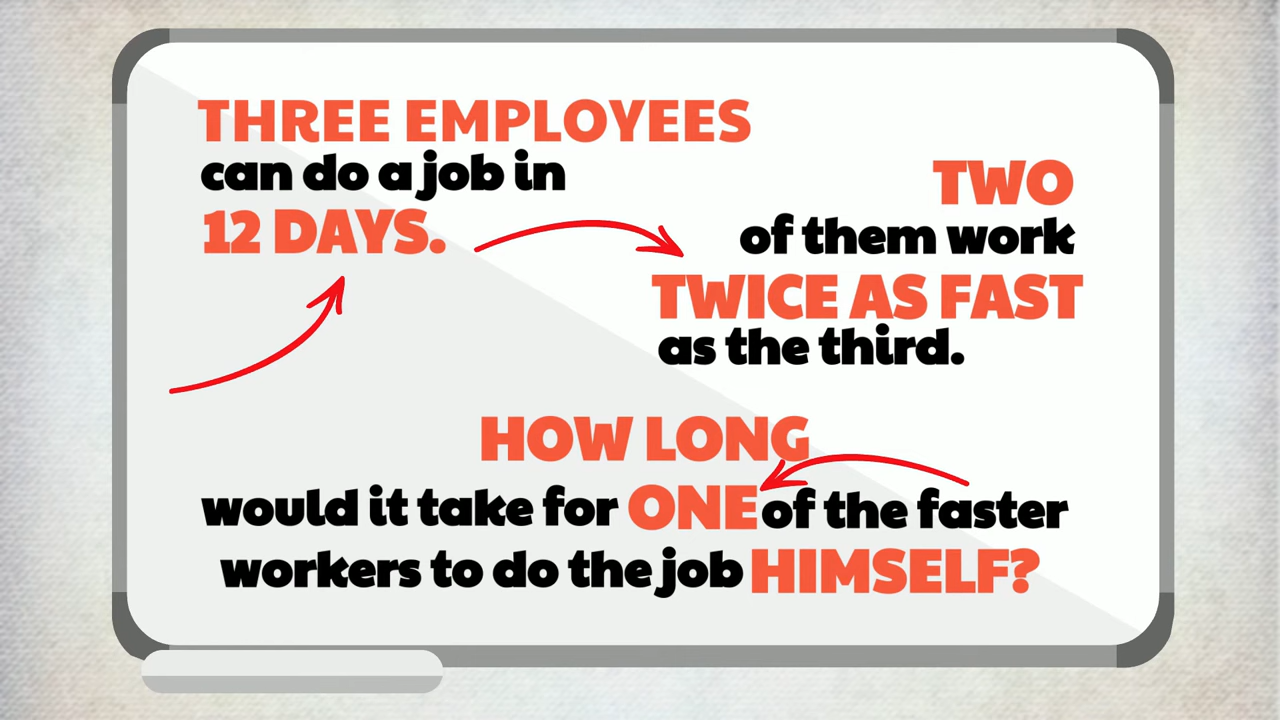 THREE EMPLOYEES
can do a job in
12 DAYS.
TWO
of them work
TWICE AS FAST
as the third.
HOW LONG
would it take for ONE of the faster
workers to do the job HIMSELF?